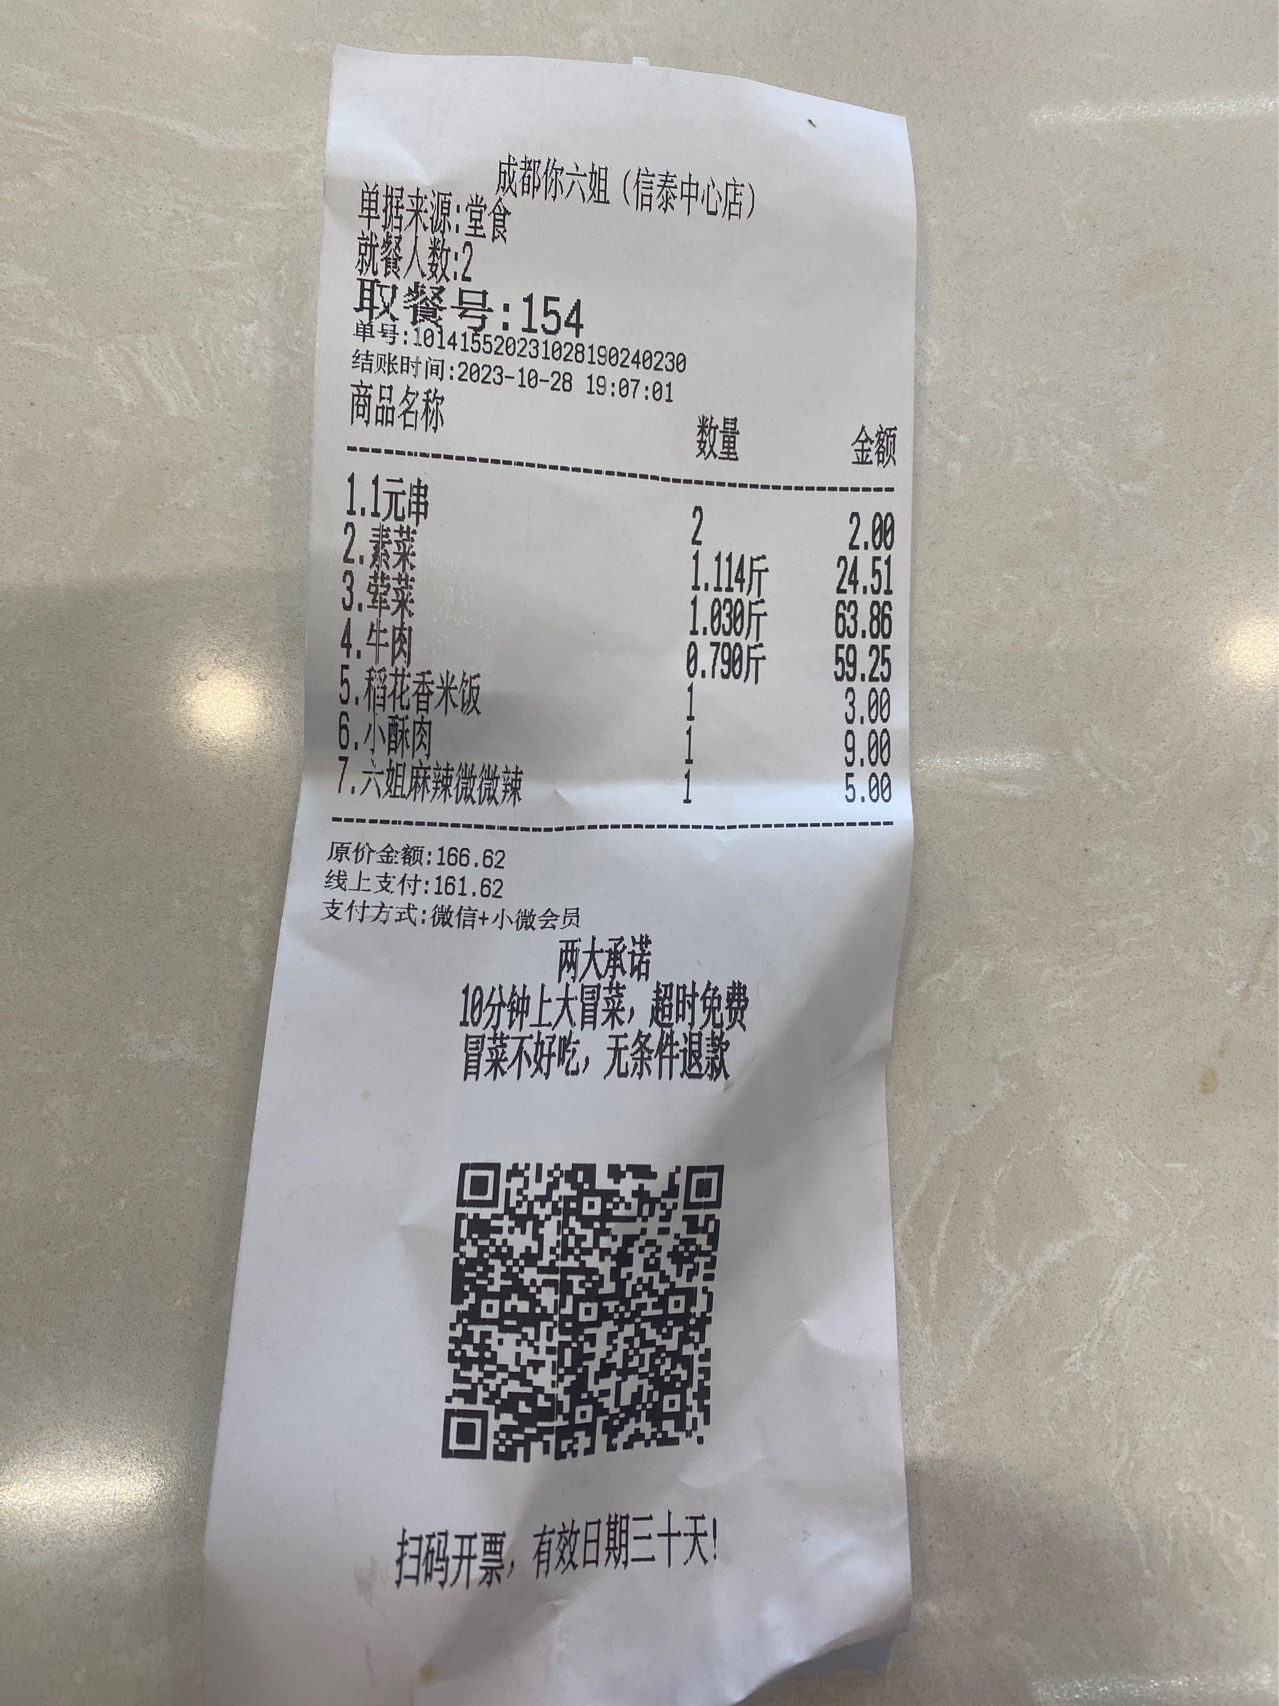 成都你六姐（信泰中心店）
单据来源:堂食
就餐人数:2
取餐号:154
单号:101415520231028190240230
结账时间:2023-10-28 19:07:01
商品名称 数量 金额
1.1元串 2 2.00
2.素菜 1.114斤 24.51
3.荤菜 1.030斤 63.86
4.牛肉 0.790斤 59.25
5.稻花香米饭 1 3.00
6.小酥肉 1 9.00
7.六姐麻辣微微辣 1 5.00
原价金额:166.62
线上支付:161.62
支付方式:微信+小微会员
两大承诺
10分钟上大冒菜，超时免费
冒菜不好吃，无条件退款
扫码开票，有效日期三十天!